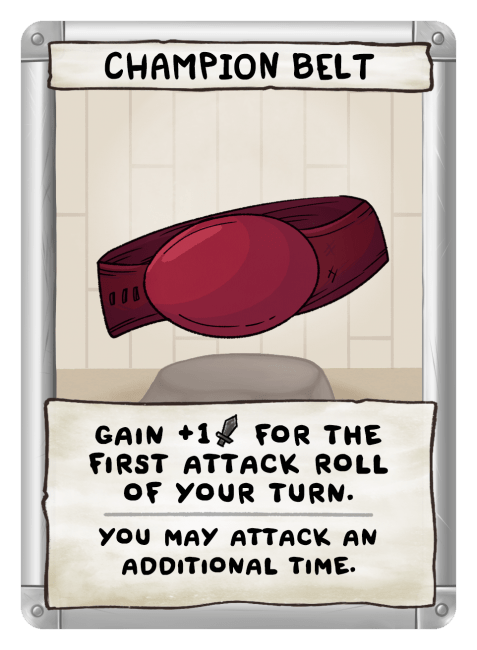 CHAMPION BELT
GAIN +1 FOR THE
FIRST ATTACK ROLL
OF YOUR TURN.
YOU MAY ATTACK AN
ADDITIONAL TIME.